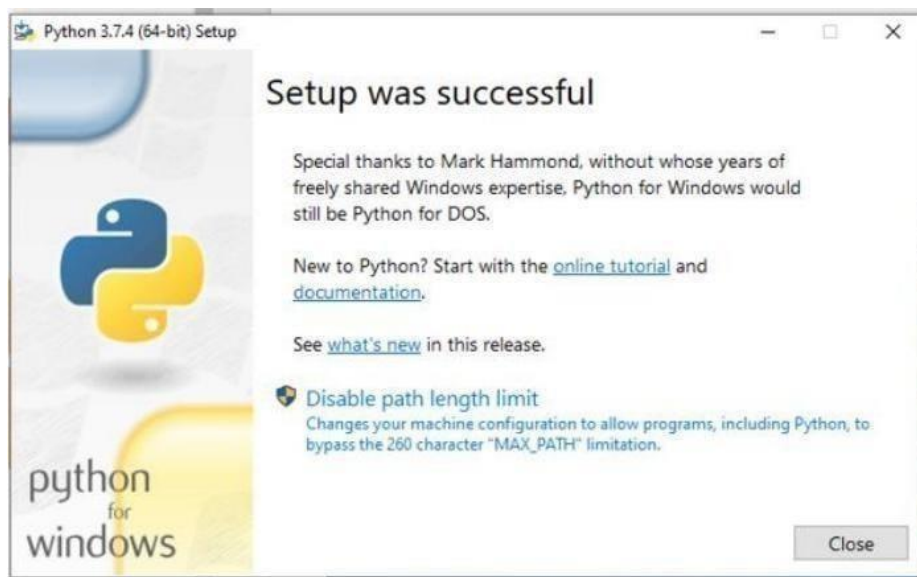 Python 3.7.4 (64-bit) Setup
Setup was successful
Special thanks to Mark Hammond, without whose years of
freely shared Windows expertise, Python for Windows would
still be Python for DOS.
New to Python? Start with the online tutorial and
documentation.
See what's new in this release.
Disable path length limit
Changes your machine configuration to allow programs, including Python, to
bypass the 260 character "MAX_PATH" limitation.
python
for
windows
Close